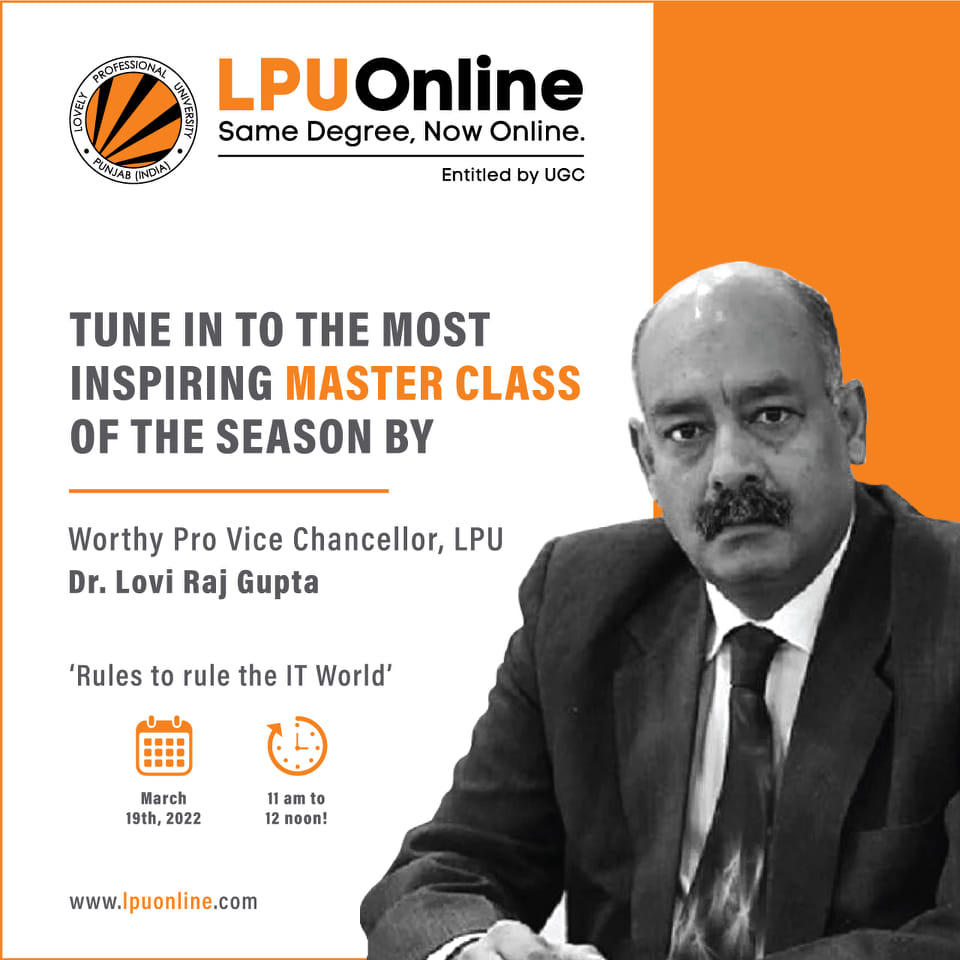 LOVELY PROFESSIONAL UNIVERSITY
PUNJAB (INDIA)
LPUOnline
Same Degree, Now Online.
Entitled by UGC
TUNE IN TO THE MOST
INSPIRING MASTER CLASS
OF THE SEASON BY
Worthy Pro Vice Chancellor, LPU
Dr. Lovi Raj Gupta
‘Rules to rule the IT World’
March
19th, 2022
11 am to
12 noon!
www.lpuonline.com